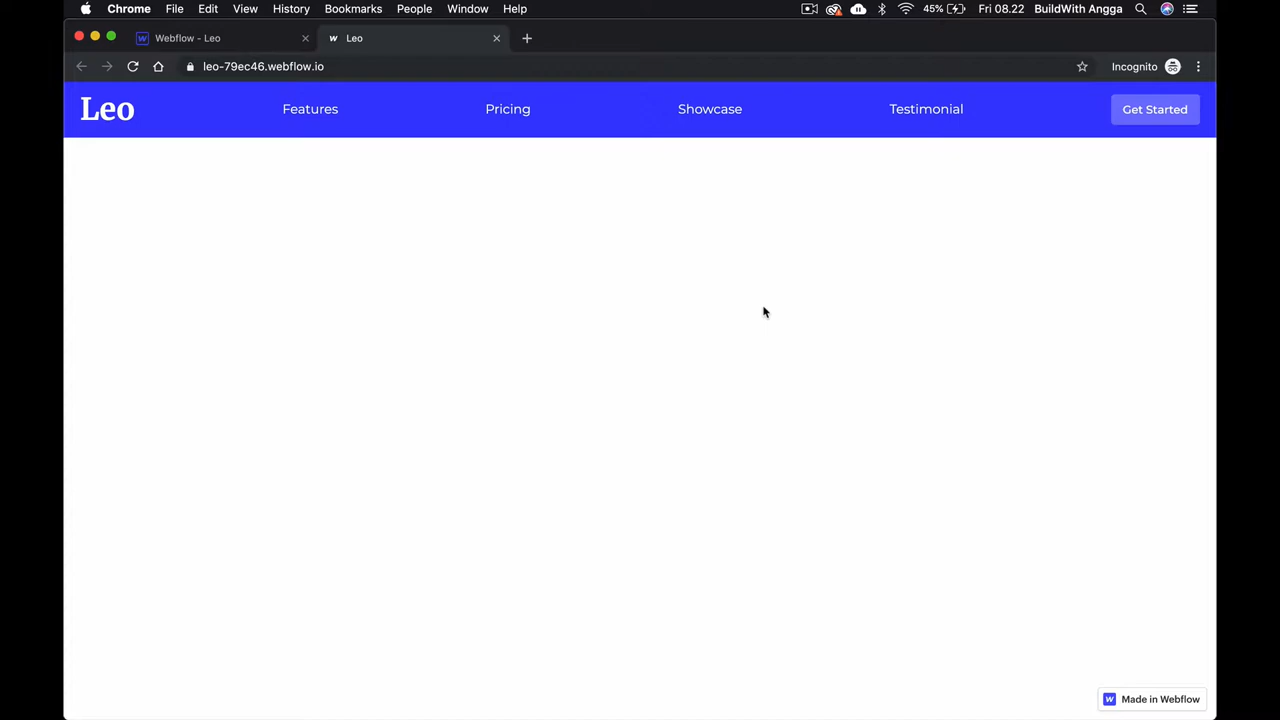 Chrome File Edit View History Bookmarks People Window Help 45% Fri 08.22 BuildWith Angga
Webflow - Leo Leo
leo-79ec46.webflow.io Incognito
Leo Features Pricing Showcase Testimonial Get Started
Made in Webflow